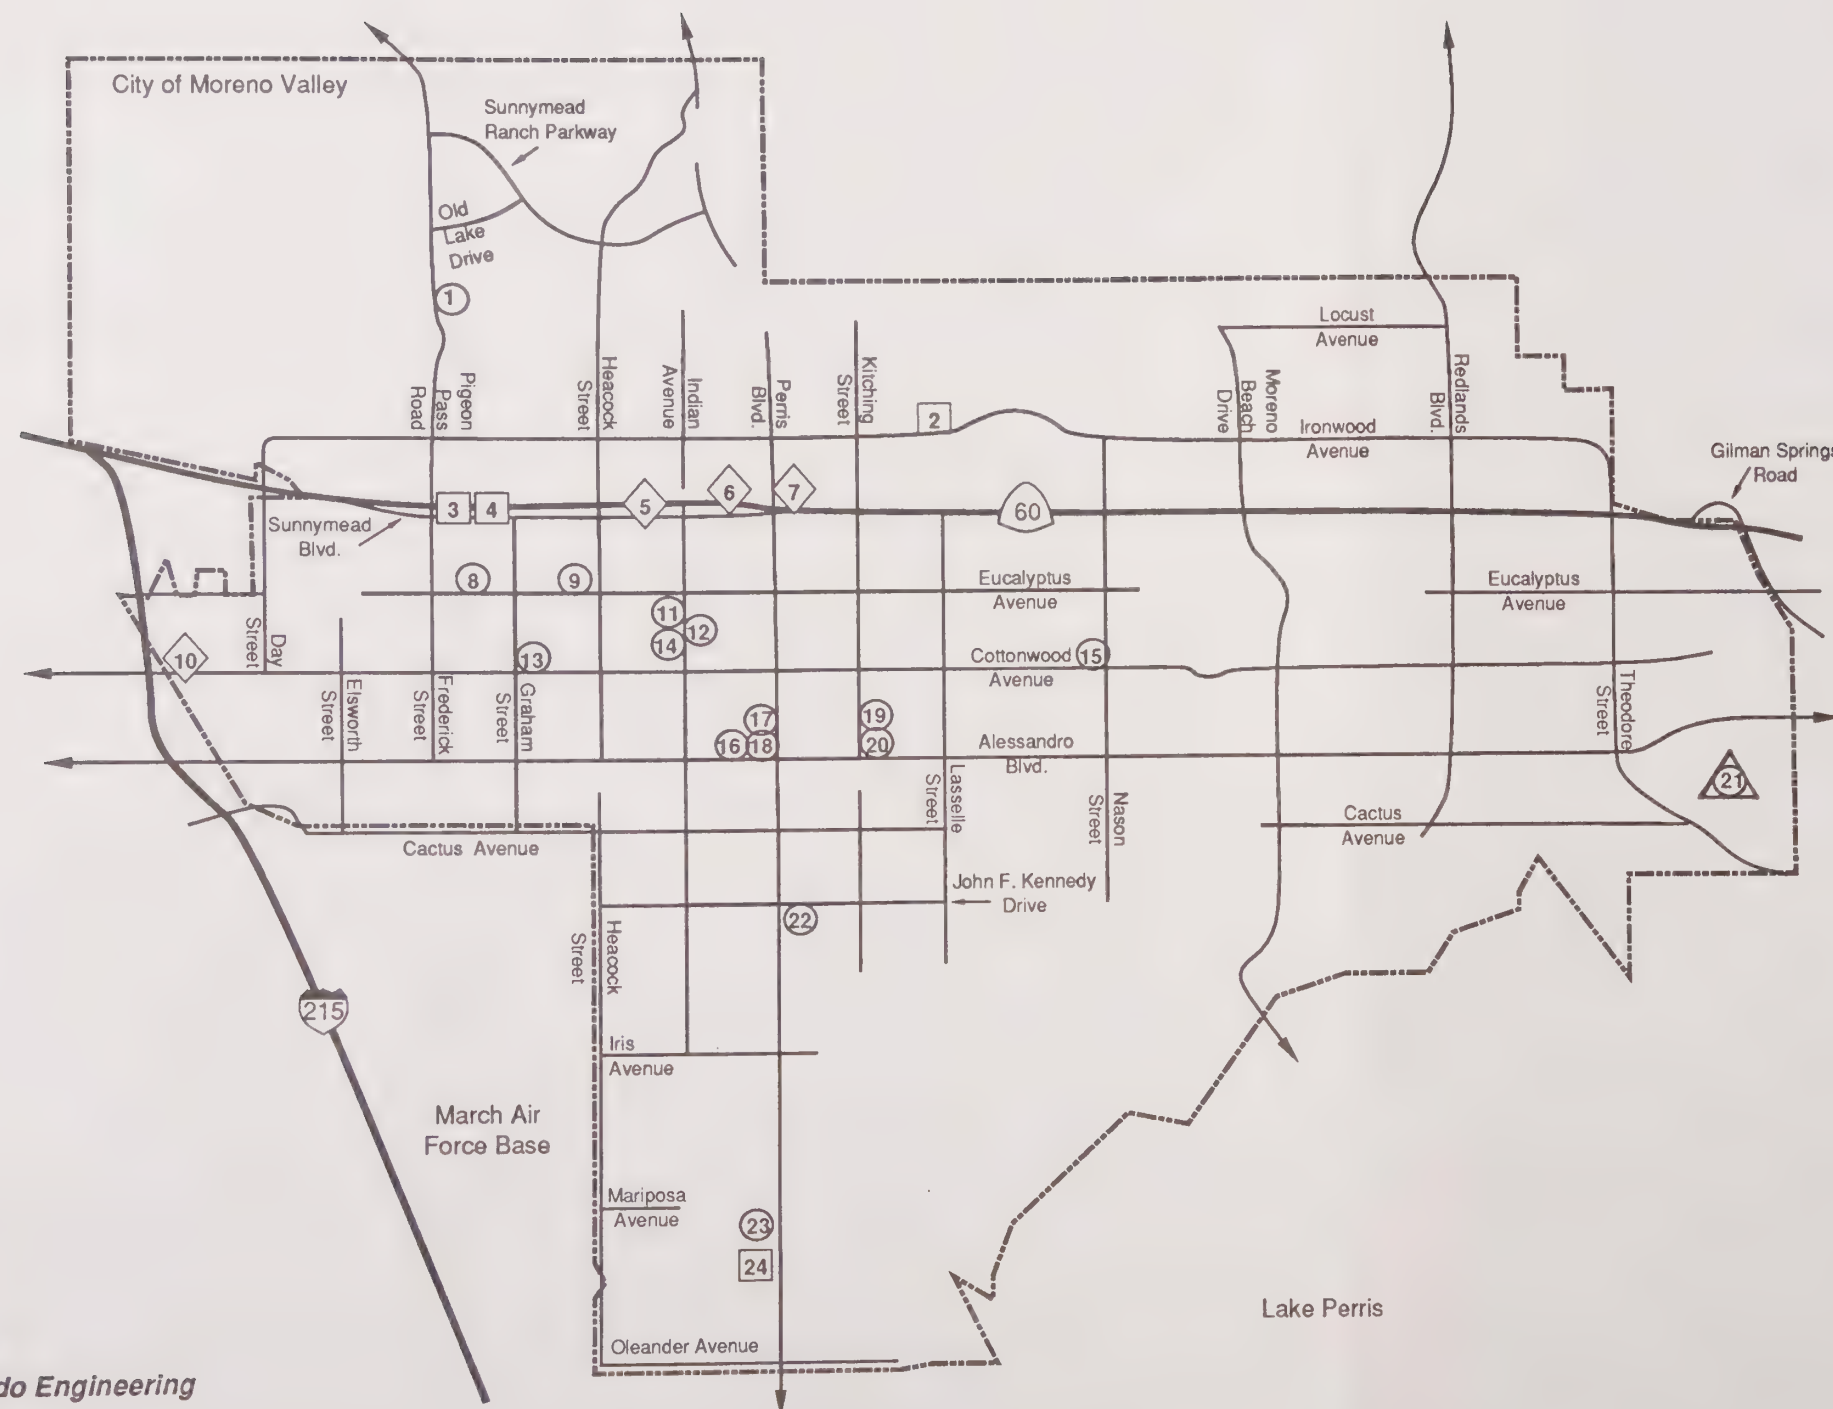 City of Moreno Valley
Sunnymead
Ranch Parkway
Old
Lake
Drive
1
Locust
Avenue
Pigeon
Pass
Road
Heacock
Street
Indian
Avenue
Perris
Blvd.
Kitching
Street
2
Moreno
Beach
Drive
Redlands
Blvd.
Ironwood
Avenue
Gilman Springs
Road
3
4
5
6
7
60
Sunnymead
Blvd.
8
9
Eucalyptus
Avenue
Eucalyptus
Avenue
11
12
14
10
Day
Street
13
Cottonwood
Avenue
15
Elsworth
Street
Frederick
Street
Graham
Street
Theodore
Street
17
16
18
19
20
Alessandro
Blvd.
21
Lasselle
Street
Nason
Street
Cactus
Avenue
Cactus Avenue
John F. Kennedy
Drive
22
Heacock
Street
215
Iris
Avenue
March Air
Force Base
Mariposa
Avenue
23
24
Lake Perris
Oleander Avenue
do Engineering